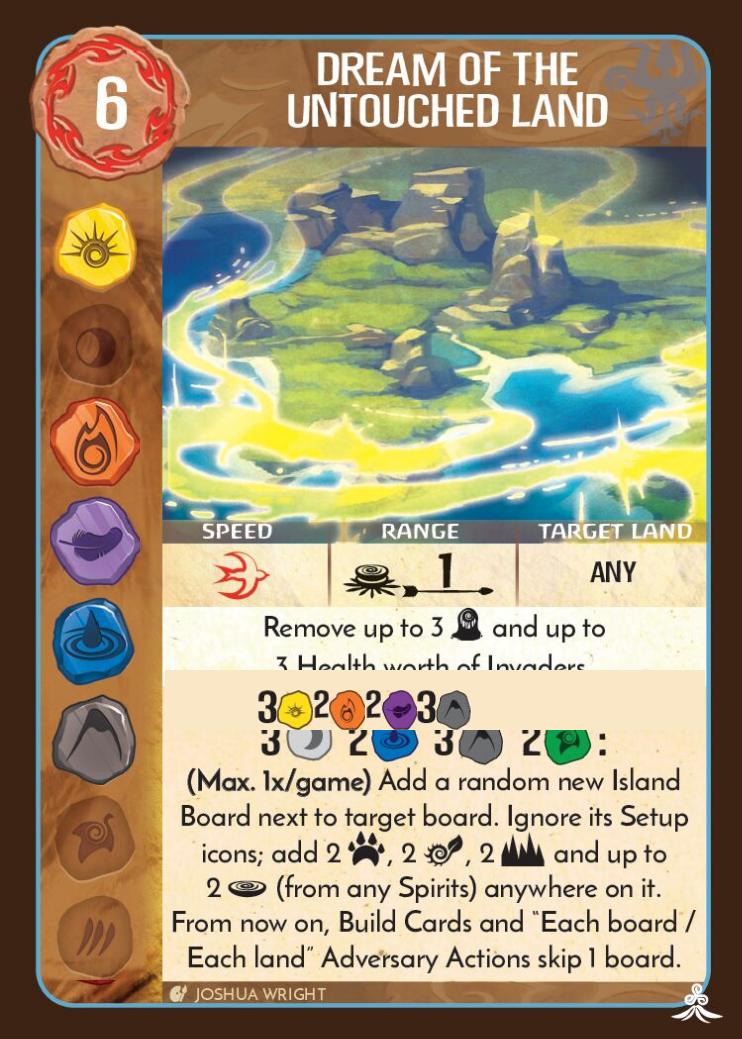 6
DREAM OF THE
UNTOUCHED LAND
SPEED RANGE TARGET LAND
1 ANY
Remove up to 3 and up to
3 Health worth of Invaders
3 2 2 3
3 2 3 2 :
(Max. 1x/game) Add a random new Island
Board next to target board. Ignore its Setup
icons; add 2 , 2 , 2 and up to
2 (from any Spirits) anywhere on it.
From now on, Build Cards and "Each board /
Each land" Adversary Actions skip 1 board.
JOSHUA WRIGHT